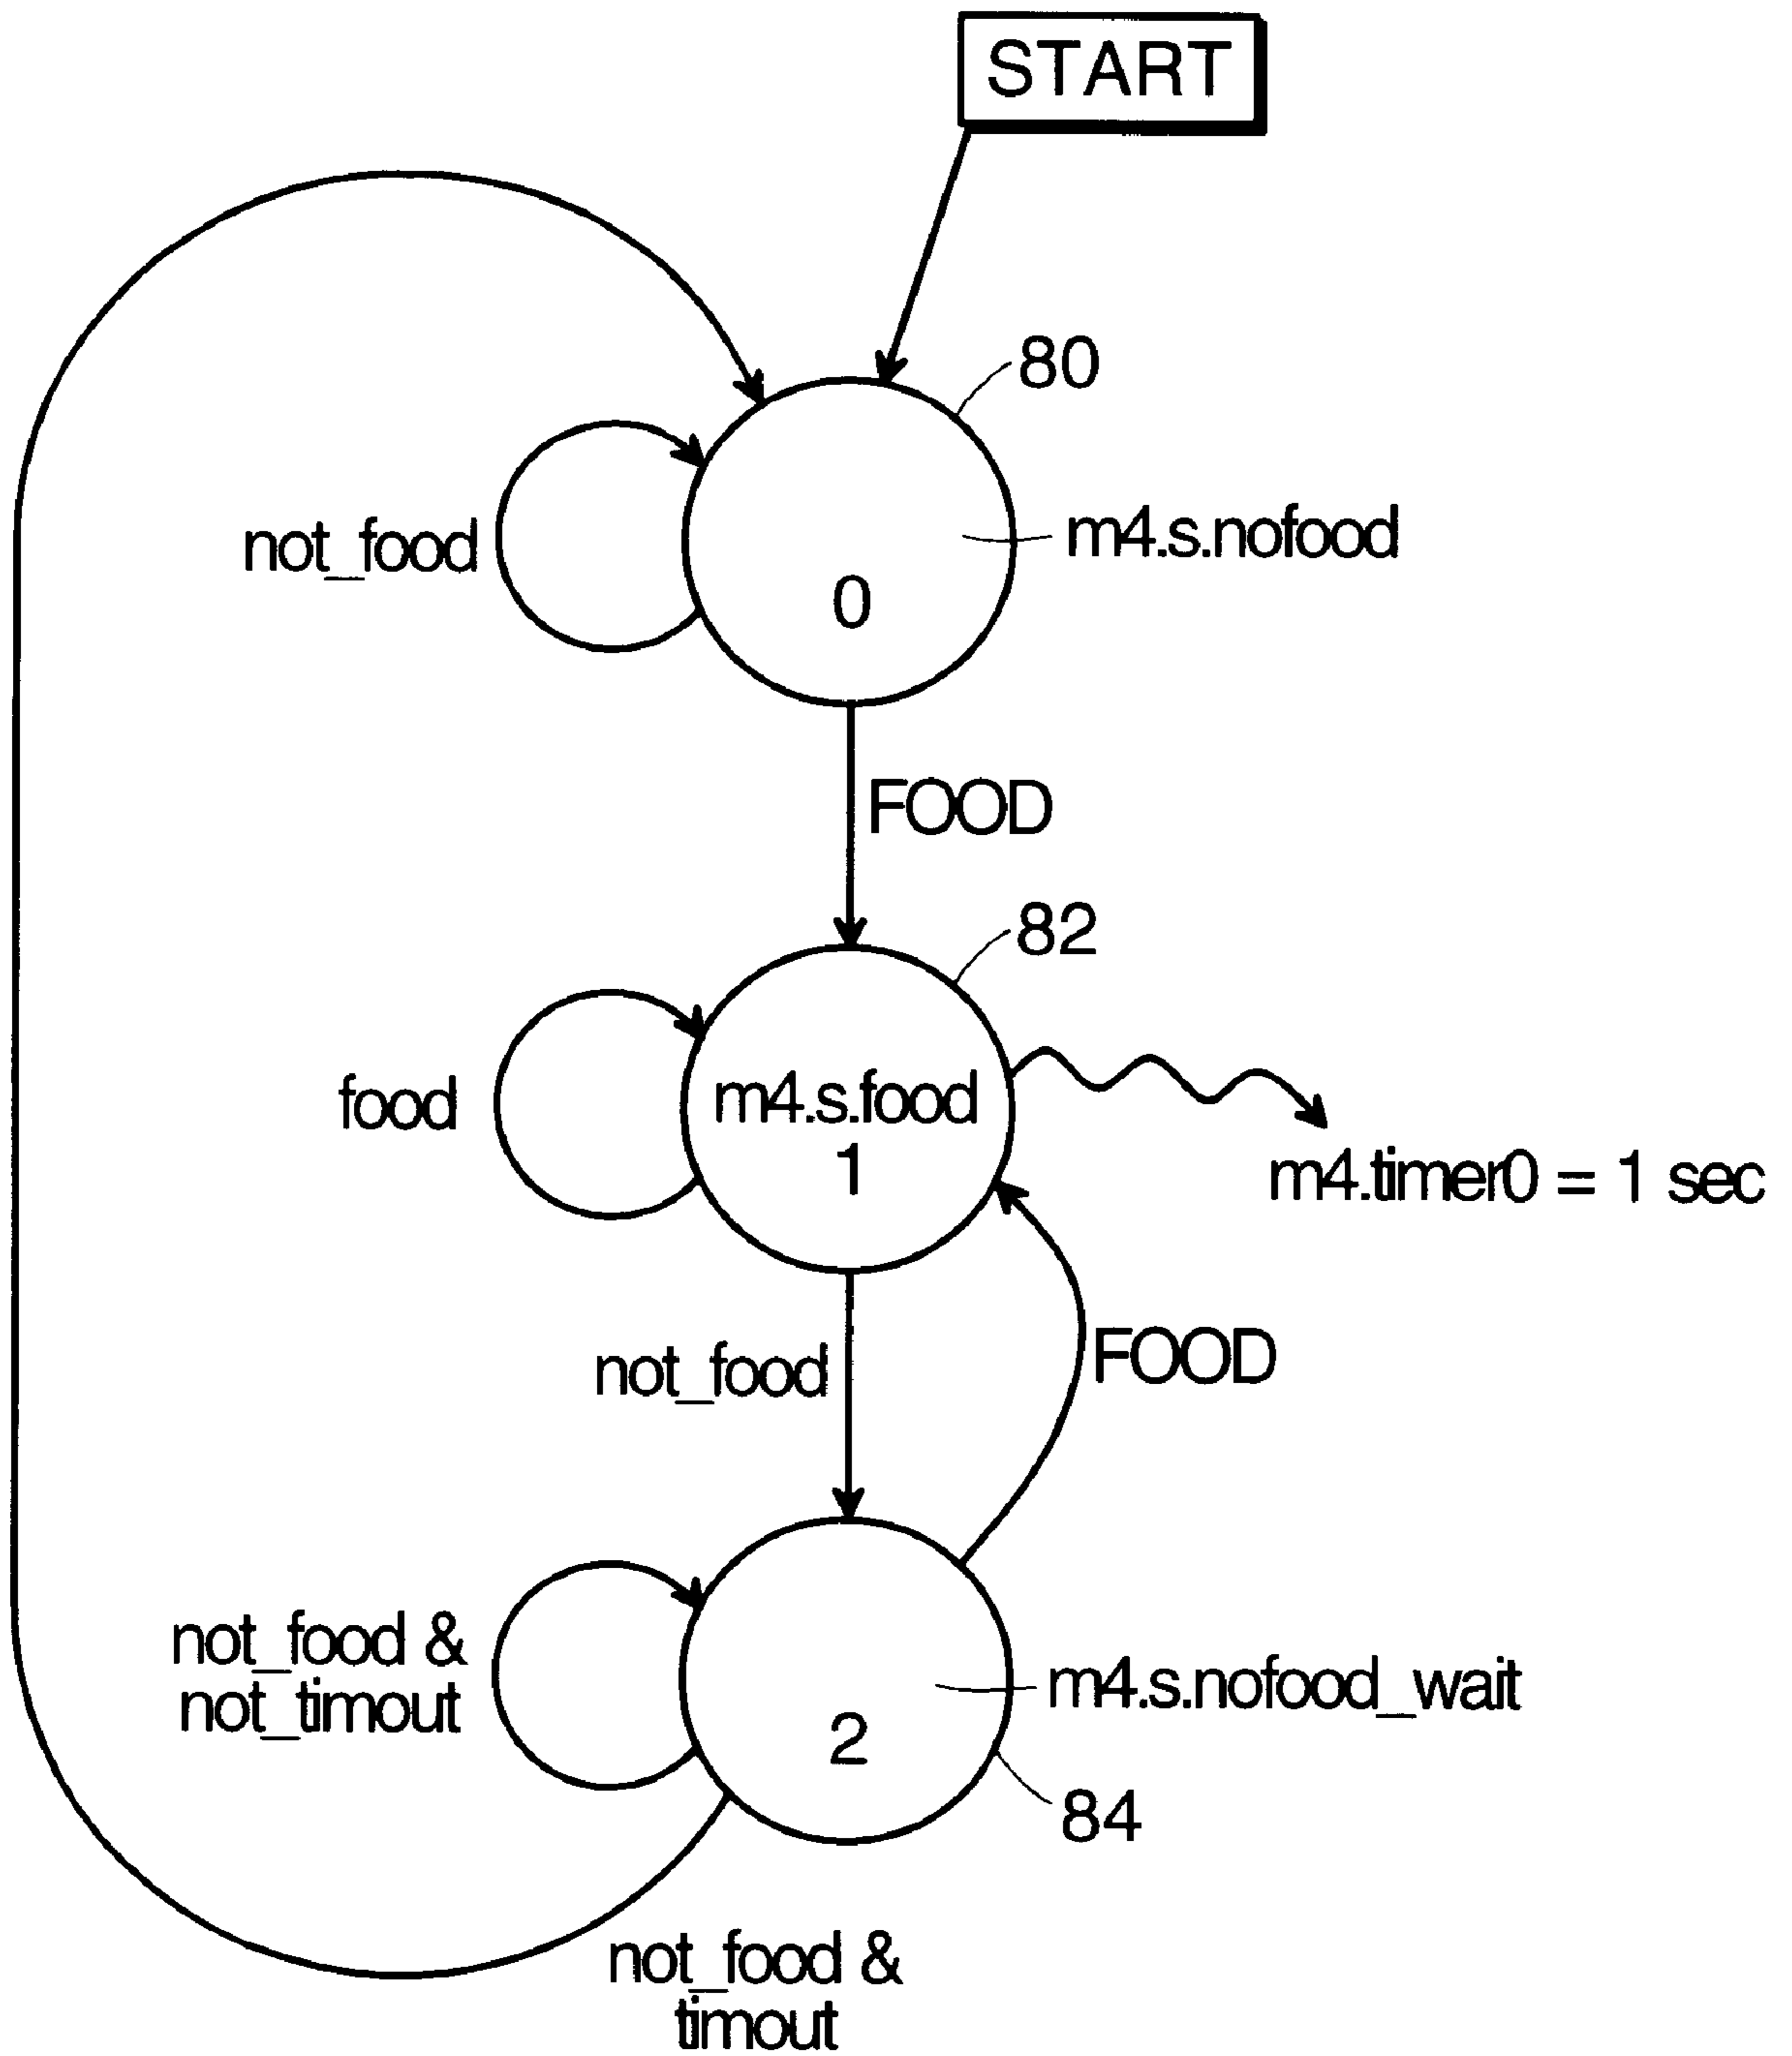 START
80
not_food
m4.s.nofood
0
FOOD
82
food
m4.s.food
1
m4.timer0 = 1 sec
not_food
FOOD
not_food &
not_timout
m4.s.nofood_wait
2
84
not_food &
timout